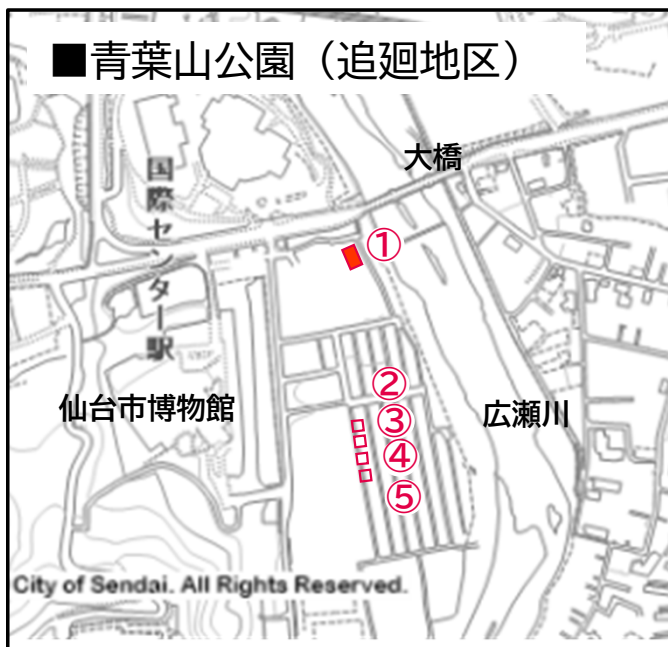 ■青葉山公園（追廻地区）
大橋
国際センター駅
①
②
仙台市博物館
③
広瀬川
④
⑤
City of Sendai. All Rights Reserved.